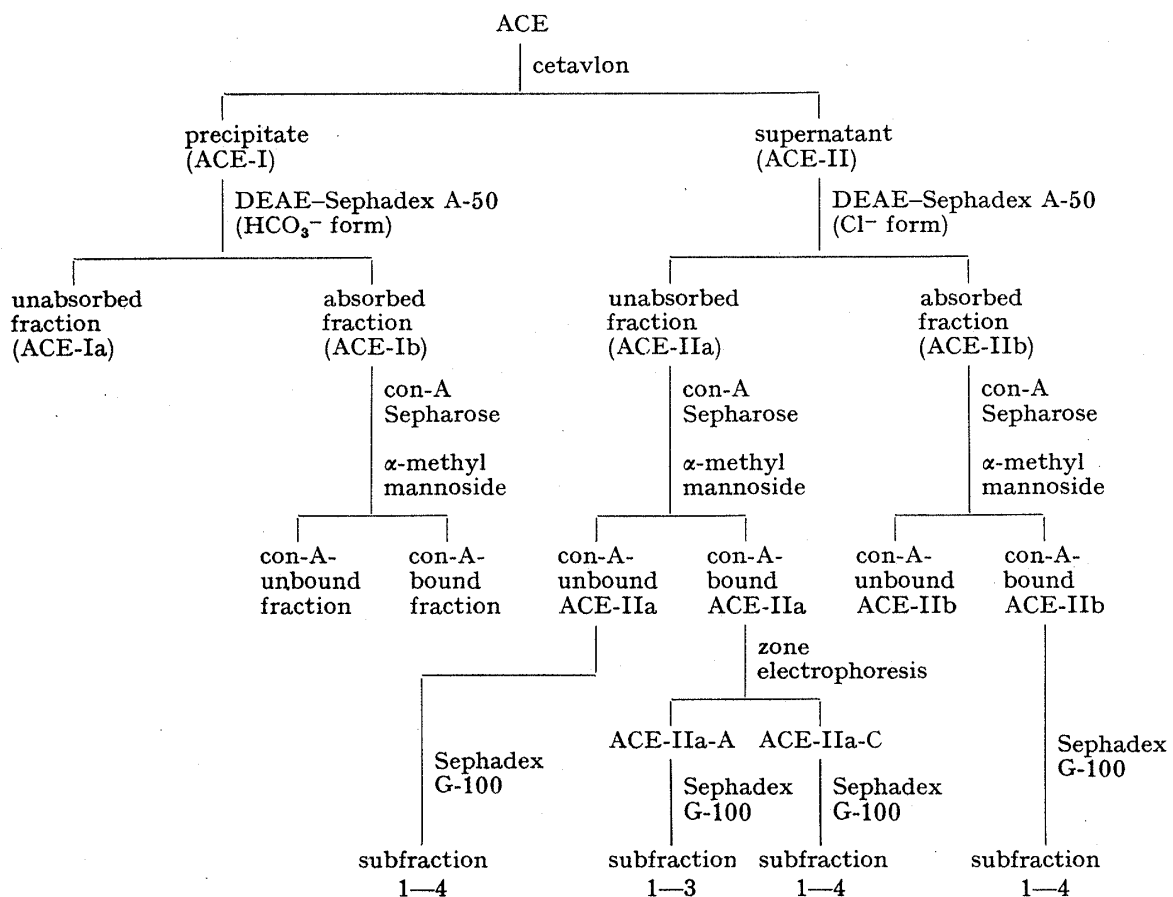 ACE
cetavlon
precipitate
(ACE-I)
supernatant
(ACE-II)
DEAE–Sephadex A-50
(HCO₃⁻ form)
DEAE–Sephadex A-50
(Cl⁻ form)
unabsorbed
fraction
(ACE-Ia)
absorbed
fraction
(ACE-Ib)
unabsorbed
fraction
(ACE-IIa)
absorbed
fraction
(ACE-IIb)
con-A
Sepharose
α-methyl
mannoside
con-A
Sepharose
α-methyl
mannoside
con-A
Sepharose
α-methyl
mannoside
con-A-
unbound
fraction
con-A-
bound
fraction
con-A-
unbound
ACE-IIa
con-A-
bound
ACE-IIa
con-A-
unbound
ACE-IIb
con-A-
bound
ACE-IIb
zone
electrophoresis
ACE-IIa-A
ACE-IIa-C
Sephadex
G-100
Sephadex
G-100
Sephadex
G-100
Sephadex
G-100
subfraction
1—4
subfraction
1—3
subfraction
1—4
subfraction
1—4